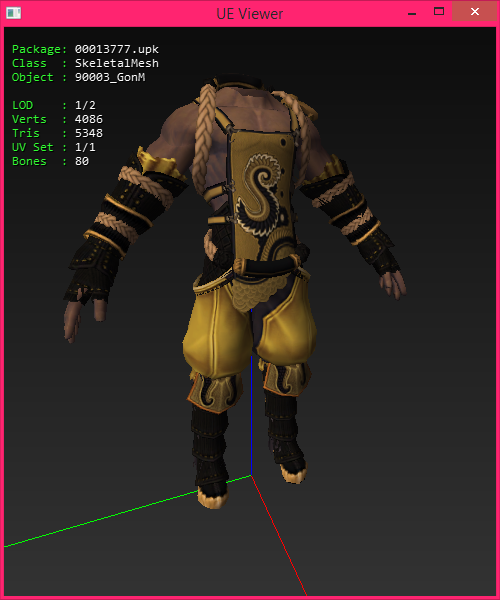 UE Viewer
Package: 00013777.upk
Class : SkeletalMesh
Object : 90003_GonM
LOD : 1/2
Verts : 4086
Tris : 5348
UV Set : 1/1
Bones : 80